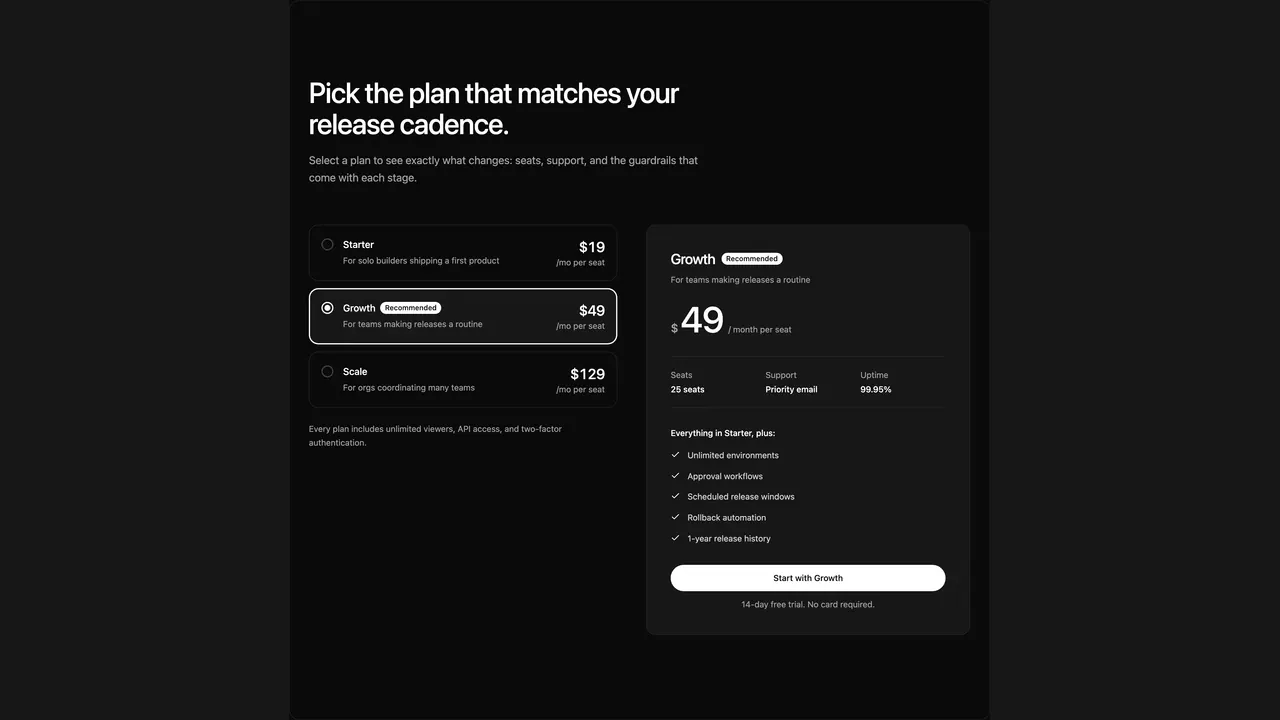 Pick the plan that matches your
release cadence.
Select a plan to see exactly what changes: seats, support, and the guardrails that
come with each stage.
Starter
$19
For solo builders shipping a first product
/mo per seat
Growth Recommended
$49
For teams making releases a routine
/mo per seat
Scale
$129
For orgs coordinating many teams
/mo per seat
Every plan includes unlimited viewers, API access, and two-factor
authentication.
Growth Recommended
For teams making releases a routine
$49 / month per seat
Seats Support Uptime
25 seats Priority email 99.95%
Everything in Starter, plus:
Unlimited environments
Approval workflows
Scheduled release windows
Rollback automation
1-year release history
Start with Growth
14-day free trial. No card required.